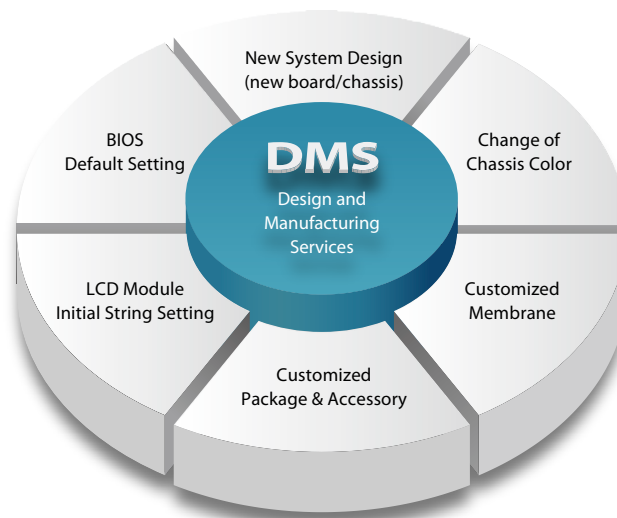 New System Design
(new board/chassis)
BIOS
Default Setting
DMS
Design and
Manufacturing
Services
Change of
Chassis Color
LCD Module
Initial String Setting
Customized
Membrane
Customized
Package & Accessory